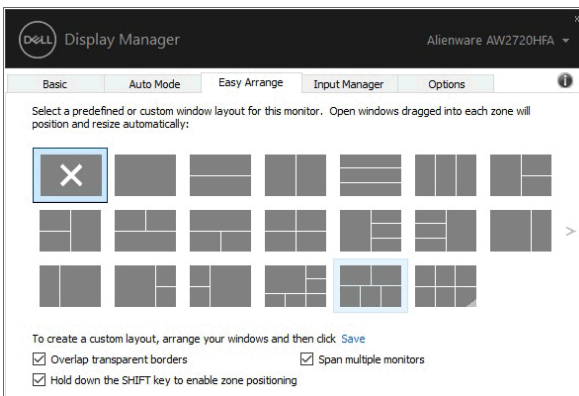 DELL Display Manager
Alienware AW2720HFA
Basic Auto Mode Easy Arrange Input Manager Options
Select a predefined or custom window layout for this monitor. Open windows dragged into each zone will
position and resize automatically:
To create a custom layout, arrange your windows and then click Save
Overlap transparent borders
Span multiple monitors
Hold down the SHIFT key to enable zone positioning